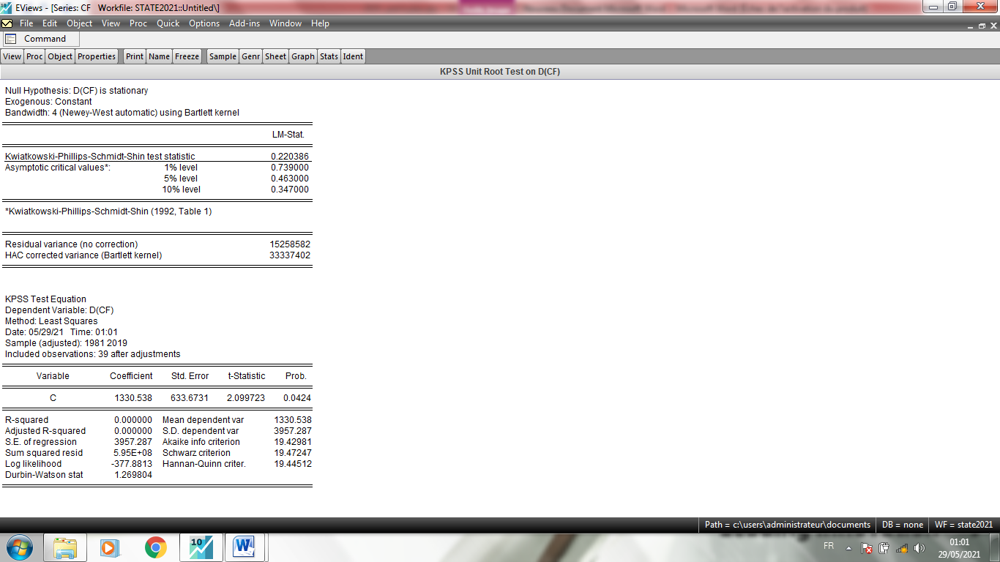 EViews - [Series: CF Workfile: STATE2021::Untitled\]
File Edit Object View Proc Quick Options Add-ins Window Help
Command
View Proc Object Properties Print Name Freeze Sample Genr Sheet Graph Stats Ident
KPSS Unit Root Test on D(CF)
Null Hypothesis: D(CF) is stationary
Exogenous: Constant
Bandwidth: 4 (Newey-West automatic) using Bartlett kernel
LM-Stat.
Kwiatkowski-Phillips-Schmidt-Shin test statistic 0.220386
Asymptotic critical values*: 1% level 0.739000
5% level 0.463000
10% level 0.347000
*Kwiatkowski-Phillips-Schmidt-Shin (1992, Table 1)
Residual variance (no correction) 15258582
HAC corrected variance (Bartlett kernel) 33337402
KPSS Test Equation
Dependent Variable: D(CF)
Method: Least Squares
Date: 05/29/21 Time: 01:01
Sample (adjusted): 1981 2019
Included observations: 39 after adjustments
Variable Coefficient Std. Error t-Statistic Prob.
C 1330.538 633.6731 2.099723 0.0424
R-squared 0.000000 Mean dependent var 1330.538
Adjusted R-squared 0.000000 S.D. dependent var 3957.287
S.E. of regression 3957.287 Akaike info criterion 19.42981
Sum squared resid 5.95E+08 Schwarz criterion 19.47247
Log likelihood -377.8813 Hannan-Quinn criter. 19.44512
Durbin-Watson stat 1.269804
Path = c:\users\administrateur\documents DB = none WF = state2021
10 W FR 01:01
29/05/2021